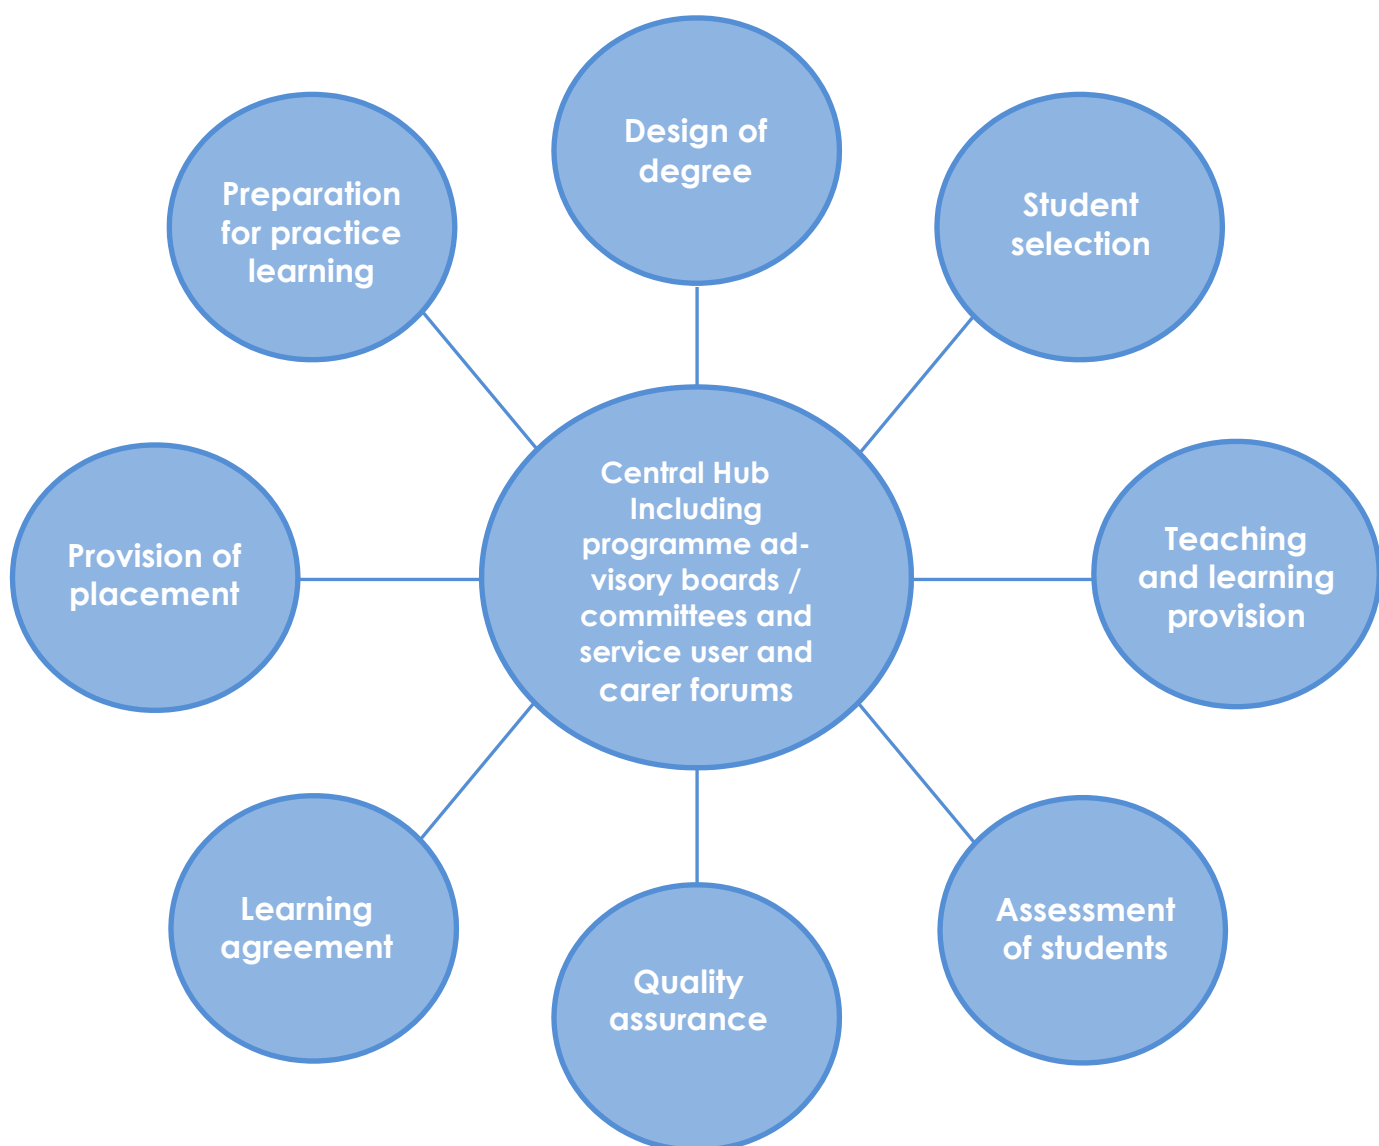 Design of
degree
Student
selection
Teaching
and learning
provision
Assessment
of students
Quality
assurance
Learning
agreement
Provision of
placement
Preparation
for practice
learning
Central Hub
Including
programme ad-
visory boards /
committees and
service user and
carer forums